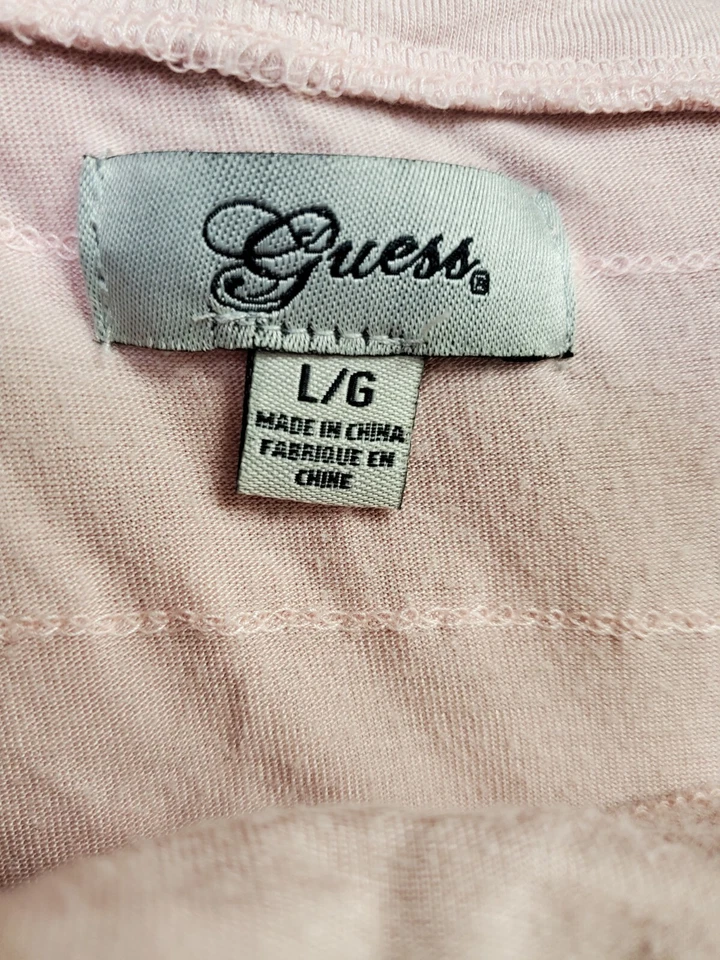 Guess®
L/G
MADE IN CHINA
FABRIQUE EN
CHINE